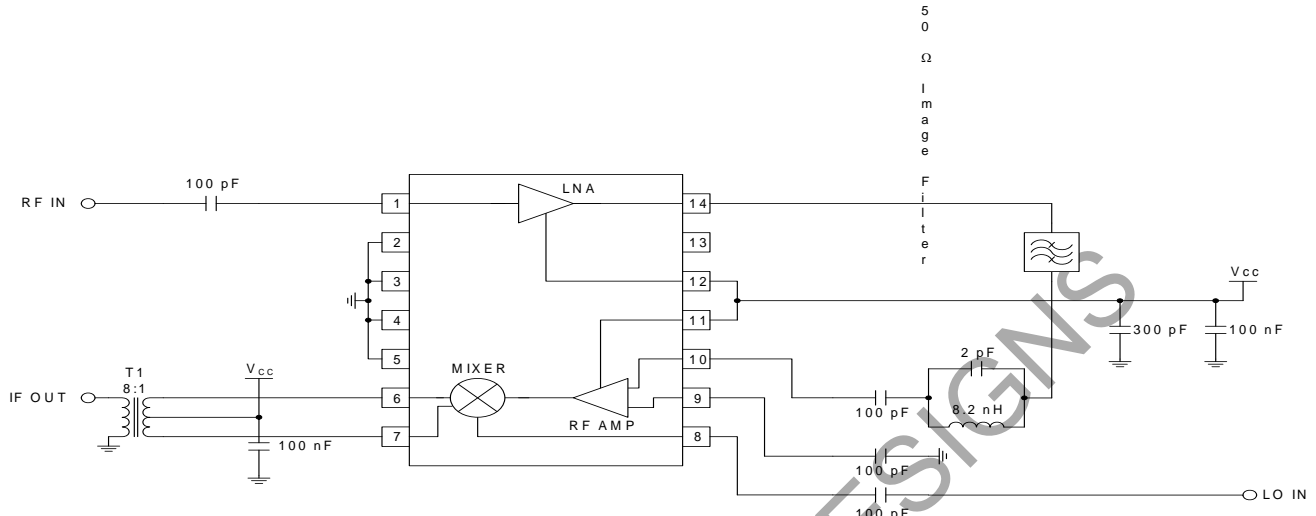 50 Ω Image Filter
100 pF
LNA
RF IN
1
14
2
13
3
12
Vcc
4
11
300 pF
100 nF
5
10
2 pF
T1
8:1
Vcc
MIXER
IF OUT
6
9
100 pF
8.2 nH
RF AMP
7
8
100 nF
100 pF
LO IN
100 pF
ESIGNS